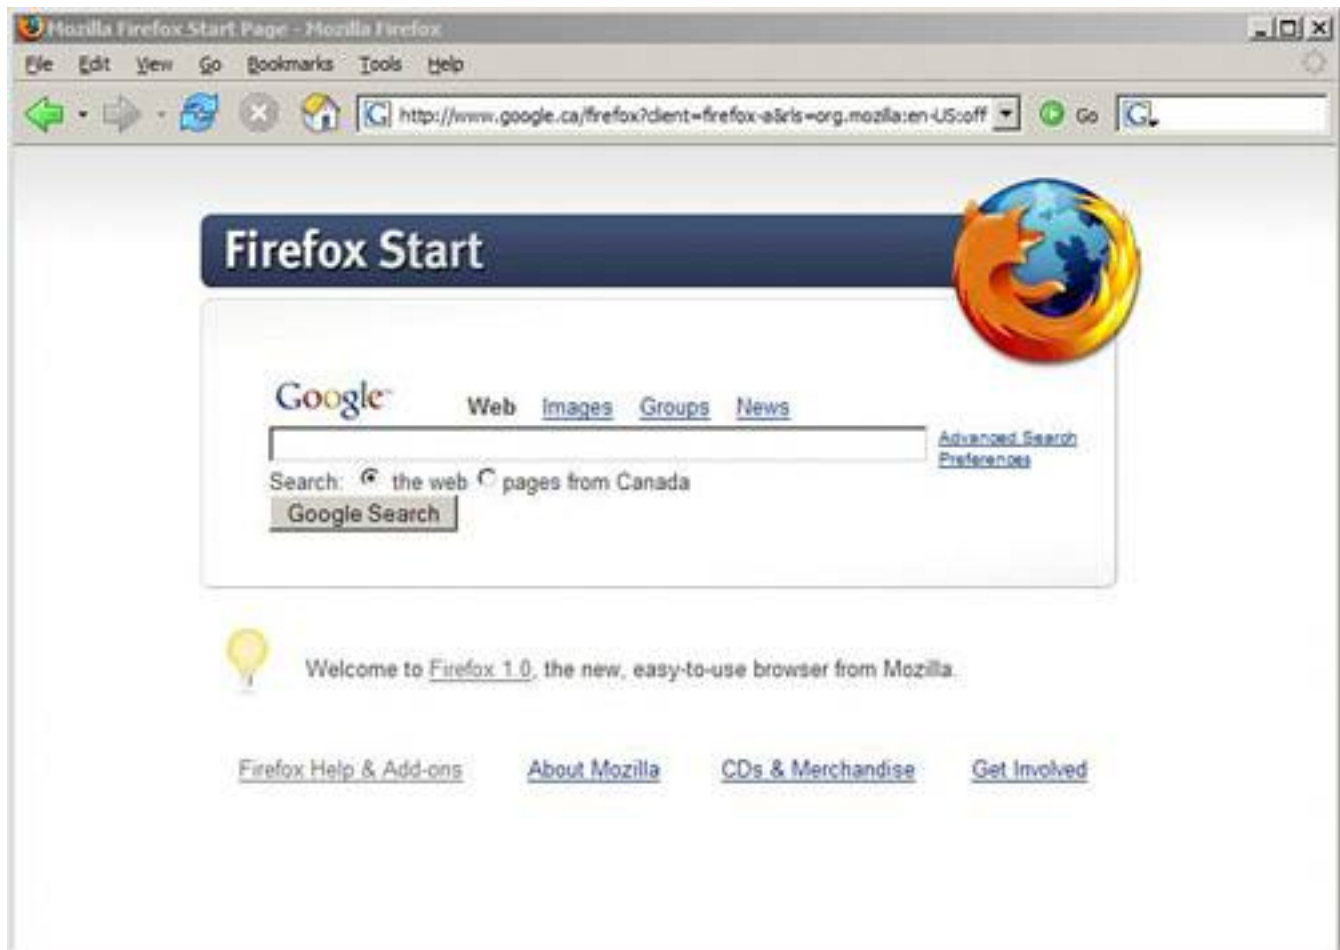 Mozilla Firefox Start Page - Mozilla Firefox
File Edit View Go Bookmarks Tools Help
http://www.google.ca/firefox?client=firefox-a&rls=org.mozilla:en-US:off Go G
Firefox Start
Google™ Web Images Groups News
Advanced Search
Preferences
Search: the web pages from Canada
Google Search
Welcome to Firefox 1.0, the new, easy-to-use browser from Mozilla.
Firefox Help & Add-ons About Mozilla CDs & Merchandise Get Involved